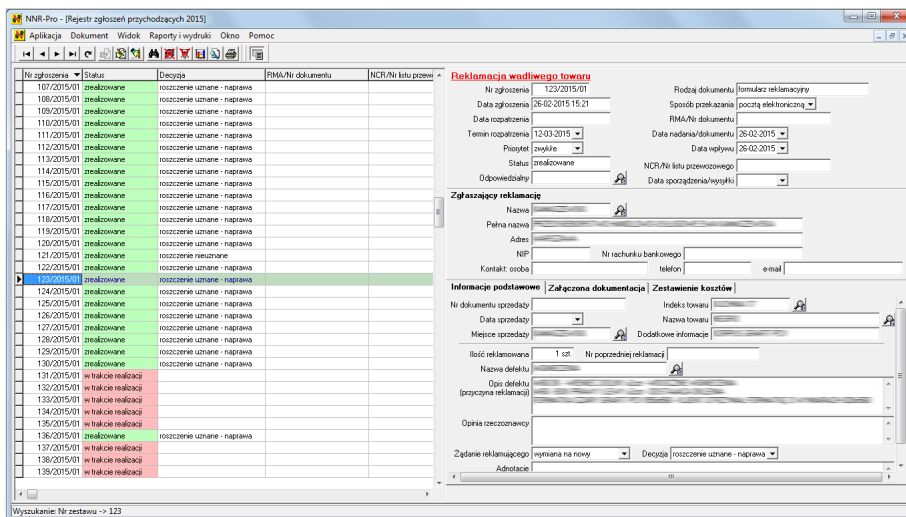 NNR-Pro - [Rejestr zgłoszeń przychodzących 2015]
Aplikacja Dokument Widok Raporty i wydruki Okno Pomoc
Nr zgłoszenia Status Decyzja RMA/Nr dokumentu NCR/Nr listu przewo
107/2015/01 zrealizowane roszczenie uznane - naprawa
108/2015/01 zrealizowane roszczenie uznane - naprawa
109/2015/01 zrealizowane roszczenie uznane - naprawa
110/2015/01 zrealizowane roszczenie uznane - naprawa
111/2015/01 zrealizowane roszczenie uznane - naprawa
112/2015/01 zrealizowane roszczenie uznane - naprawa
113/2015/01 zrealizowane roszczenie uznane - naprawa
114/2015/01 zrealizowane roszczenie uznane - naprawa
115/2015/01 zrealizowane roszczenie uznane - naprawa
116/2015/01 zrealizowane roszczenie uznane - naprawa
117/2015/01 zrealizowane roszczenie uznane - naprawa
118/2015/01 zrealizowane roszczenie uznane - naprawa
119/2015/01 zrealizowane roszczenie uznane - naprawa
120/2015/01 zrealizowane roszczenie uznane - naprawa
121/2015/01 zrealizowane roszczenie nieuznane
122/2015/01 zrealizowane roszczenie uznane - naprawa
123/2015/01 zrealizowane roszczenie uznane - naprawa
124/2015/01 zrealizowane roszczenie uznane - naprawa
125/2015/01 zrealizowane roszczenie uznane - naprawa
126/2015/01 zrealizowane roszczenie uznane - naprawa
127/2015/01 zrealizowane roszczenie uznane - naprawa
128/2015/01 zrealizowane roszczenie uznane - naprawa
129/2015/01 zrealizowane roszczenie uznane - naprawa
130/2015/01 zrealizowane roszczenie uznane - naprawa
131/2015/01 w trakcie realizacji
132/2015/01 w trakcie realizacji
133/2015/01 w trakcie realizacji
134/2015/01 w trakcie realizacji
135/2015/01 w trakcie realizacji
136/2015/01 zrealizowane roszczenie uznane - naprawa
137/2015/01 w trakcie realizacji
138/2015/01 w trakcie realizacji
139/2015/01 w trakcie realizacji
Reklamacja wadliwego towaru
Nr zgłoszenia 123/2015/01 Rodzaj dokumentu formularz reklamacyjny
Data zgłoszenia 26-02-2015 15:21 Sposób przekazania pocztą elektroniczną
Data rozpatrzenia RMA/Nr dokumentu
Termin rozpatrzenia 12-03-2015 Data nadania/dokumentu 26-02-2015
Priorytet zwykłe Data wpływu 26-02-2015
Status zrealizowane NCR/Nr listu przewozowego
Odpowiedzialny Data sporządzenia/wysyłki
Zgłaszający reklamację
Nazwa
Pełna nazwa
Adres
NIP Nr rachunku bankowego
Kontakt: osoba telefon e-mail
Informacje podstawowe Załączona dokumentacja Zestawienie kosztów
Nr dokumentu sprzedaży Indeks towaru
Data sprzedaży Nazwa towaru
Miejsce sprzedaży Dodatkowe informacje
Ilość reklamowana 1 szt Nr poprzedniej reklamacji
Nazwa defektu
Opis defektu
(przyczyna reklamacji)
Opinia rzeczoznawcy
Żądanie reklamującego wymiana na nowy Decyzja roszczenie uznane - naprawa
Adnotacje
Wyszukanie: Nr zestawu -> 123